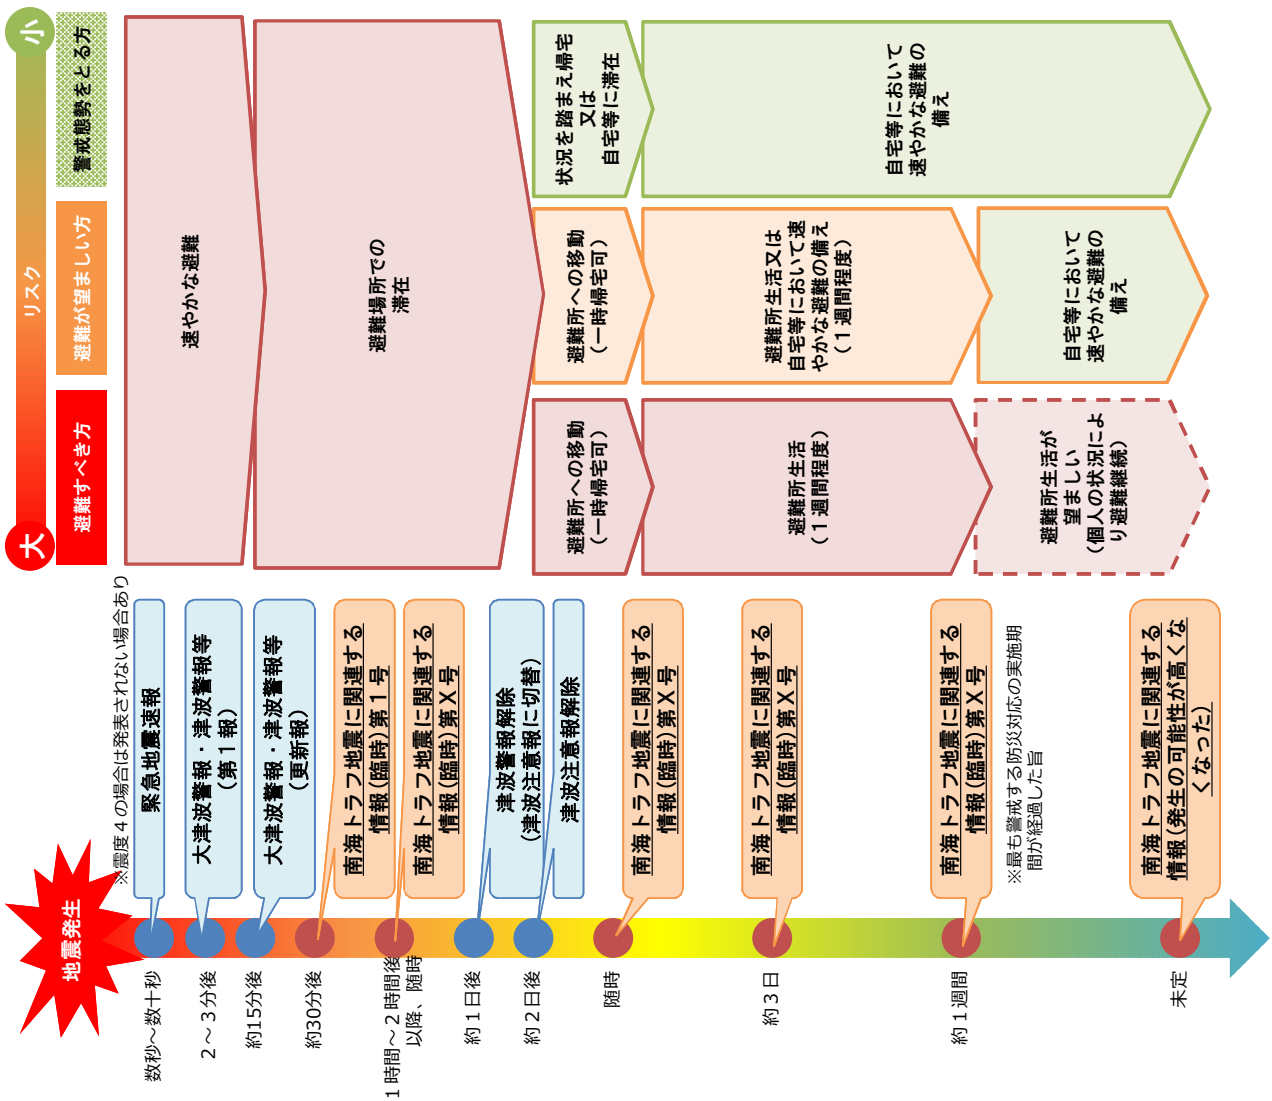 地震発生
数秒～数十秒
２～３分後
約15分後
約30分後
１時間～２時間後
以降、随時
約１日後
約２日後
随時
約３日
約１週間
未定
※震度４の場合は発表されない場合あり
緊急地震速報
大津波警報・津波警報等
（第１報）
大津波警報・津波警報等
（更新報）
南海トラフ地震に関連する
情報（臨時）第１号
南海トラフ地震に関連する
情報（臨時）第Ｘ号
津波警報解除
（津波注意報に切替）
津波注意報解除
南海トラフ地震に関連する
情報（臨時）第Ｘ号
南海トラフ地震に関連する
情報（臨時）第Ｘ号
南海トラフ地震に関連する
情報（臨時）第Ｘ号
※最も警戒する防災対応の実施期
間が経過した旨
南海トラフ地震に関連する
情報（発生の可能性が高くな
くなった）
大
リスク
小
避難すべき方
避難が望ましい方
警戒態勢をとる方
速やかな避難
避難場所での
滞在
避難所への移動
（一時帰宅可）
避難所への移動
（一時帰宅可）
状況を踏まえ帰宅
又は
自宅等に滞在
避難所生活
（１週間程度）
避難所生活又は
自宅等において速
やかな避難の備え
（１週間程度）
自宅等において
速やかな避難の
備え
避難所生活が
望ましい
（個人の状況によ
り避難継続）
自宅等において
速やかな避難の
備え